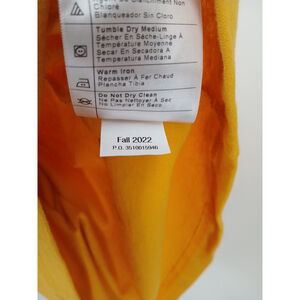 Chloré
Blanqueador Sin Cloro
Tumble Dry Medium
Sécher En Sèche-Linge À
Température Moyenne
Secar En Secadora A
Temperatura Mediana
Warm Iron
Repasser À Fer Chaud
Plancha Tibia
Do Not Dry Clean
Ne Pas Nettoyer À Sec
No Limpiar En Seco
Fall 2022
P.O. 3519015946